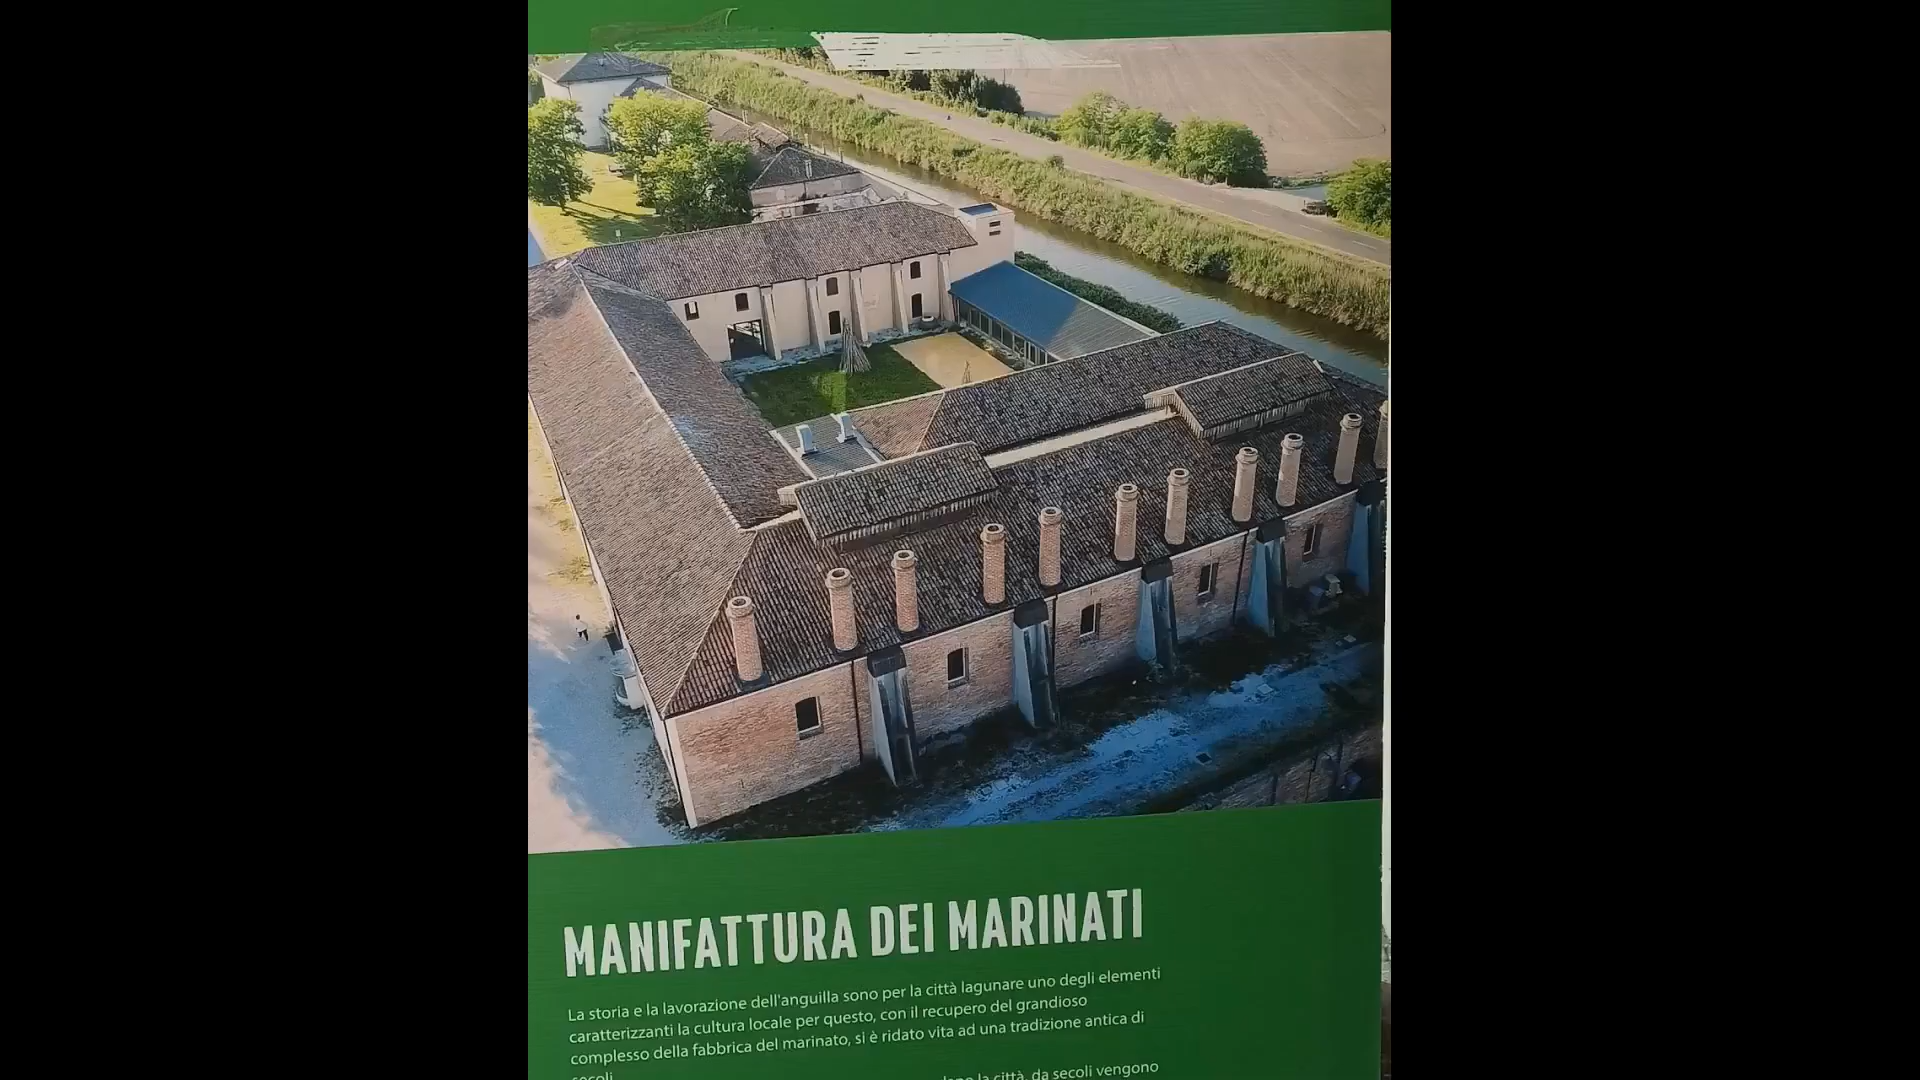 MANIFATTURA DEI MARINATI
La storia e la lavorazione dell'anguilla sono per la città lagunare uno degli elementi
caratterizzanti la cultura locale per questo, con il recupero del grandioso
complesso della fabbrica del marinato, si è ridato vita ad una tradizione antica di
secoli.
la città, da secoli vengono